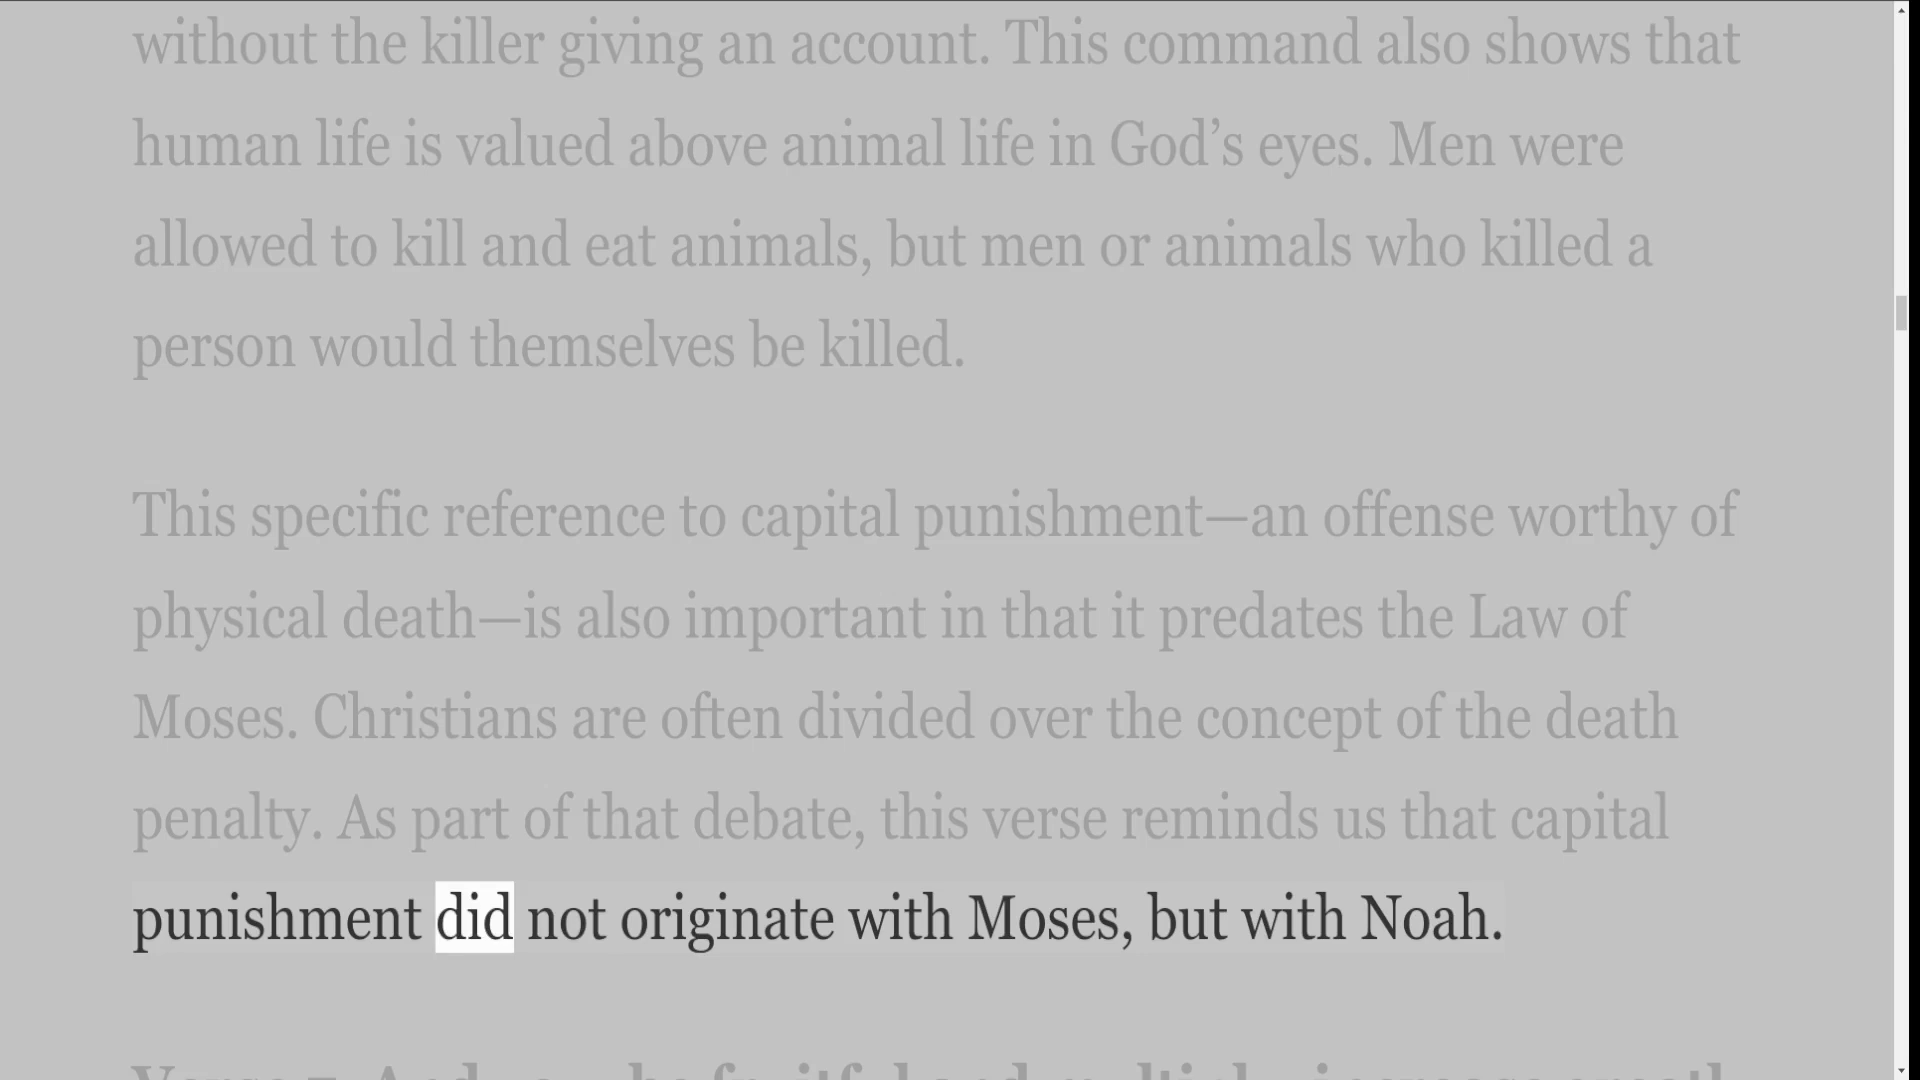 without the killer giving an account. This command also shows that
human life is valued above animal life in God’s eyes. Men were
allowed to kill and eat animals, but men or animals who killed a
person would themselves be killed.
This specific reference to capital punishment—an offense worthy of
physical death—is also important in that it predates the Law of
Moses. Christians are often divided over the concept of the death
penalty. As part of that debate, this verse reminds us that capital
punishment did not originate with Moses, but with Noah.